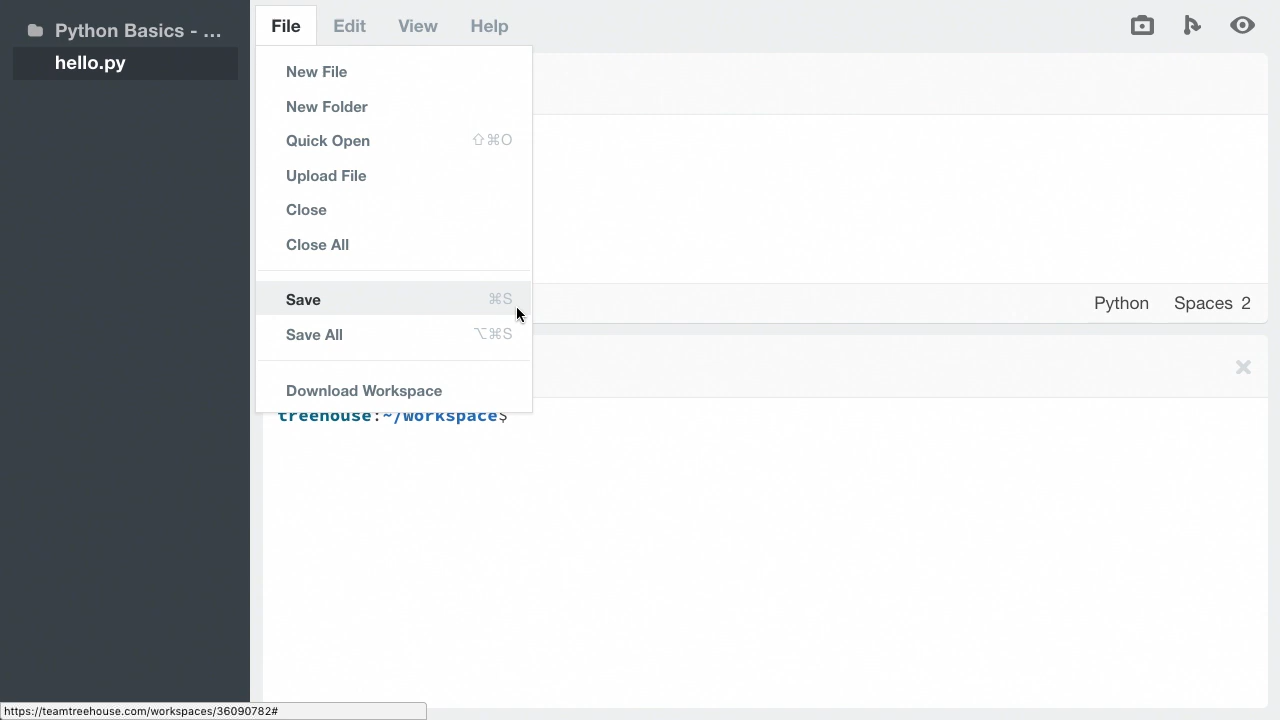 Python Basics - ...
hello.py
File Edit View Help
New File
New Folder
Quick Open ⇧⌘O
Upload File
Close
Close All
Save ⌘S
Save All ⌥⌘S
Download Workspace
Python Spaces 2
treehouse:~/workspace$
https://teamtreehouse.com/workspaces/36090782#